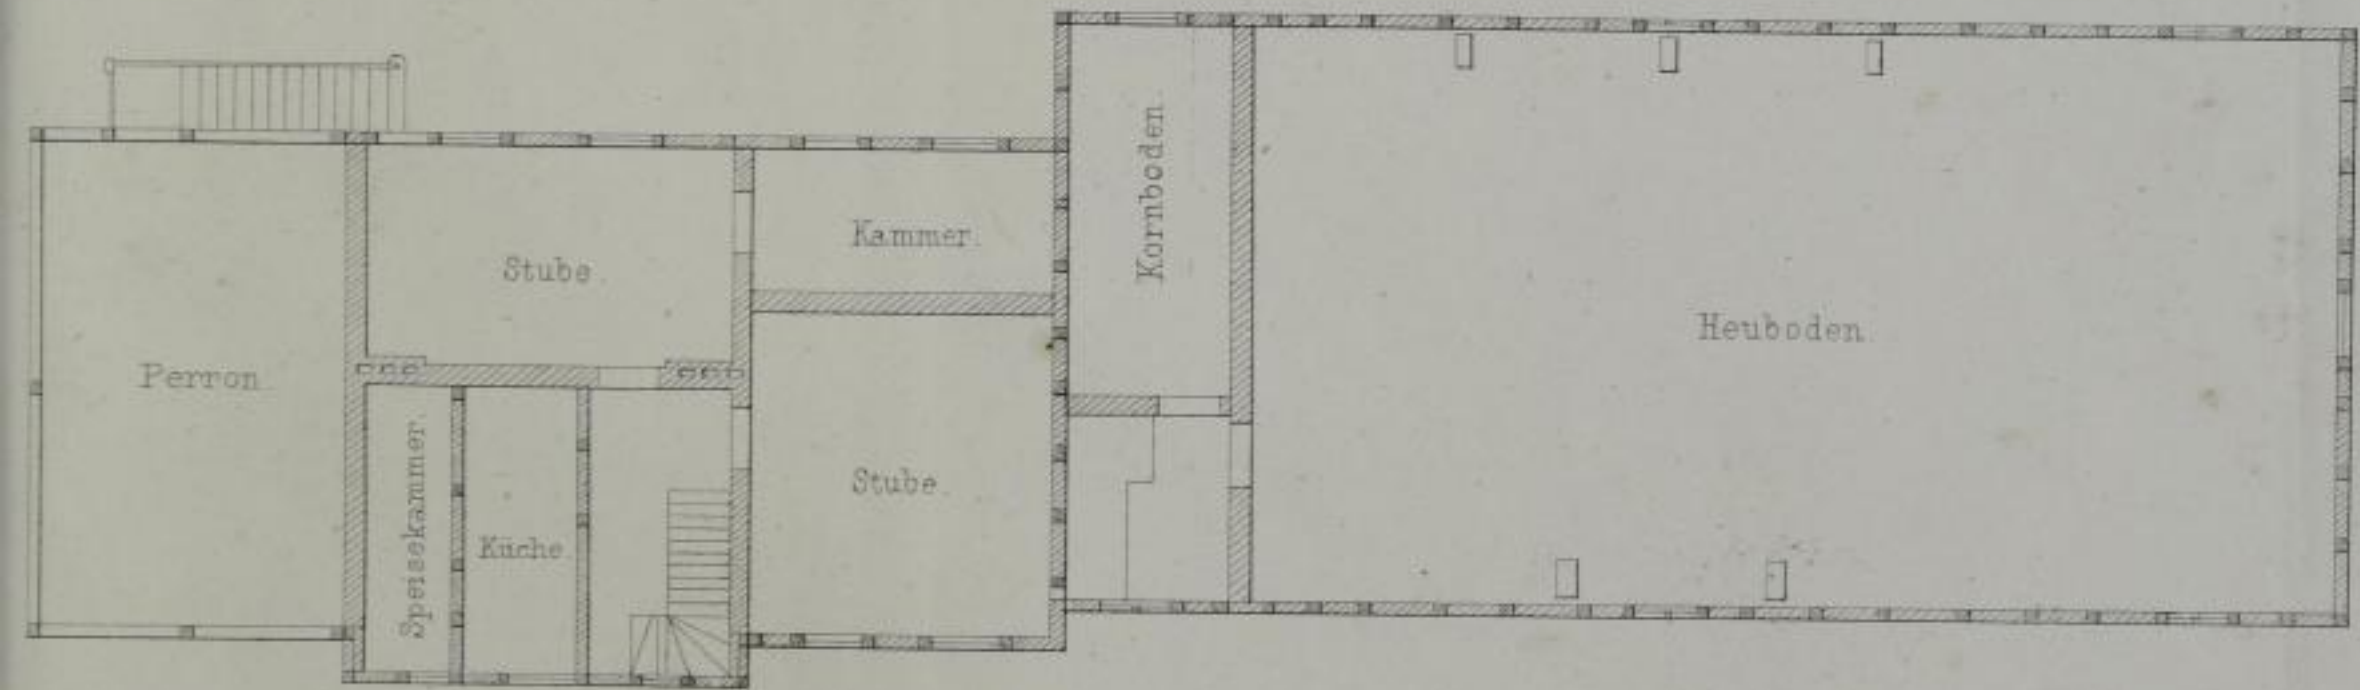 Perron
Stube.
Speisekammer.
Küche.
Kammer.
Stube.
Kornboden.
Heuboden.